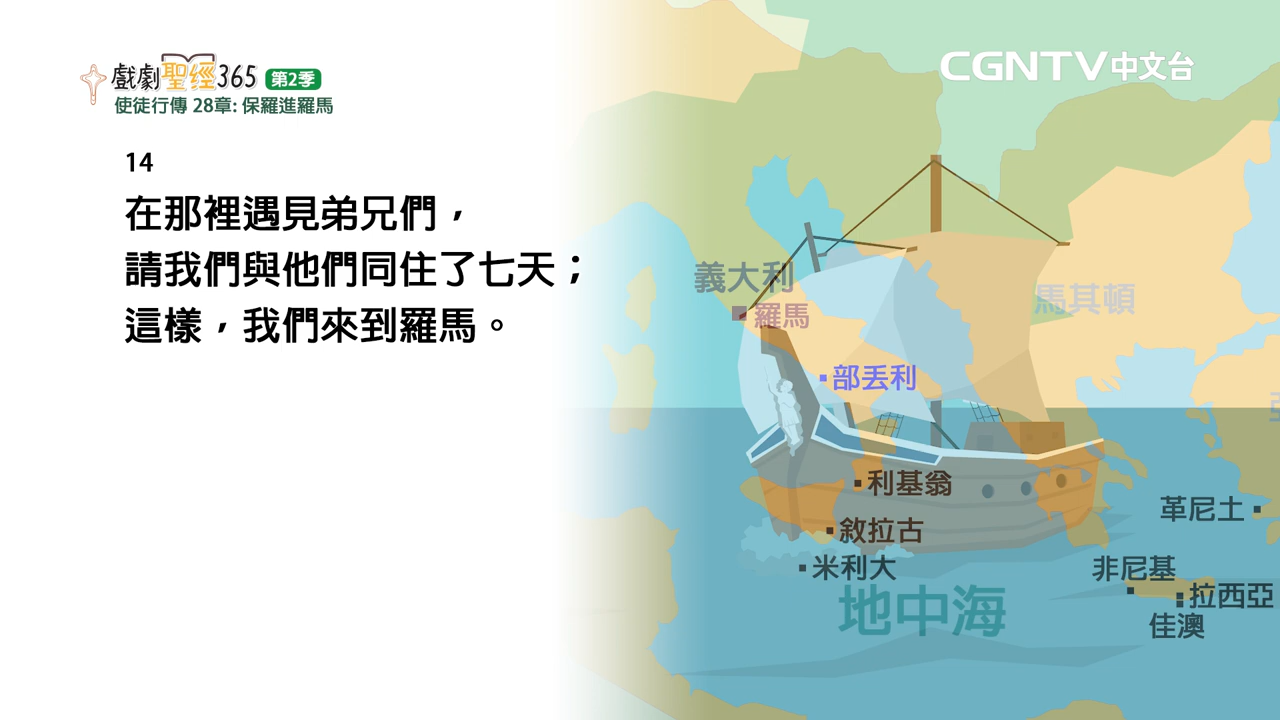 戲劇聖經365 第2季
使徒行傳 28章: 保羅進羅馬
CGNTV中文台
14
在那裡遇見弟兄們，
請我們與他們同住了七天；
這樣，我們來到羅馬。
義大利
羅馬
馬其頓
部丟利
利基翁
敘拉古
米利大
地中海
革尼土
非尼基
拉西亞
佳澳